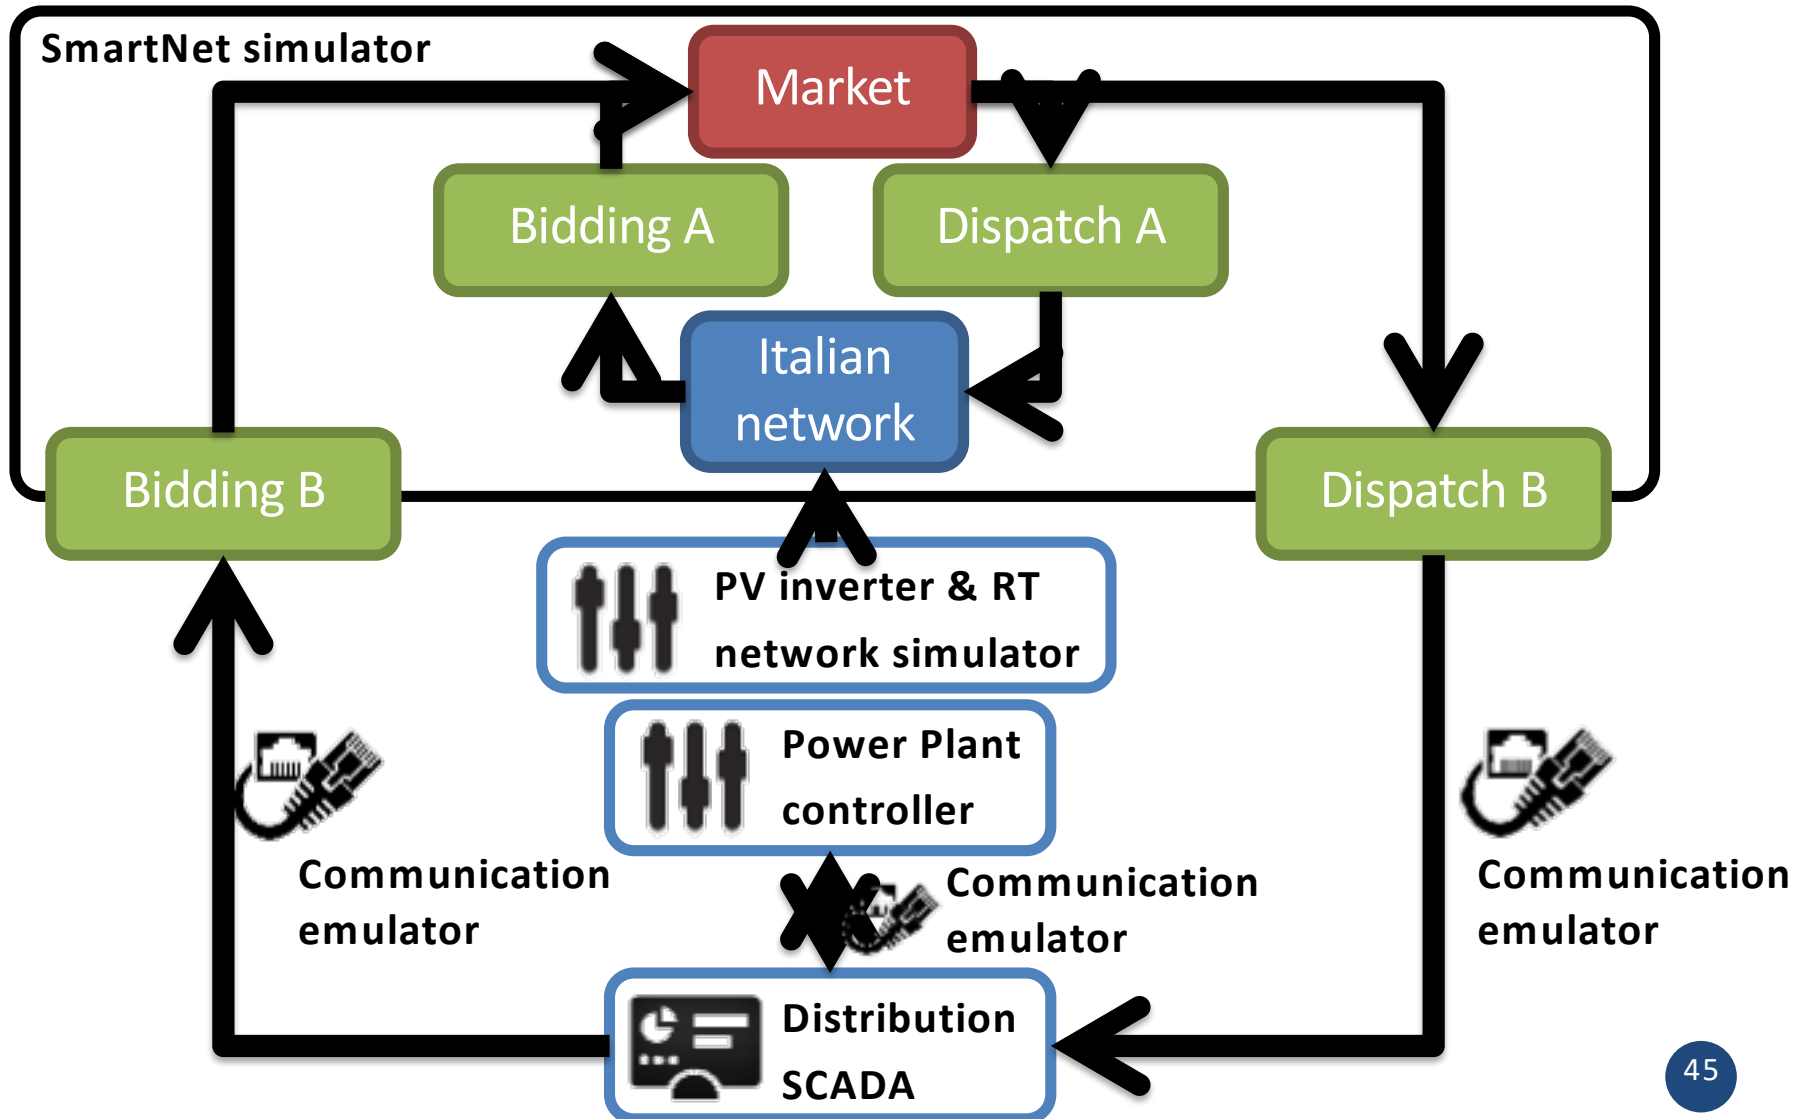 SmartNet simulator
Market
Bidding A
Dispatch A
Italian
network
Bidding B
Dispatch B
PV inverter & RT
network simulator
Power Plant
controller
Communication
emulator
Communication
emulator
Communication
emulator
Distribution
SCADA
45